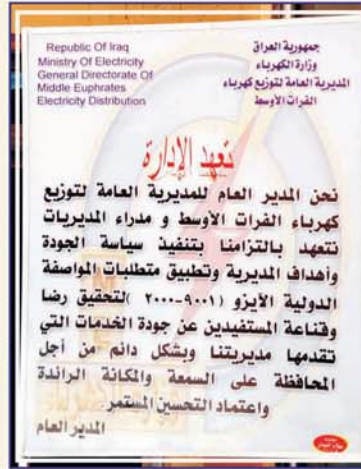 Republic Of Iraq
Ministry Of Electricity
General Directorate Of
Middle Euphrates
Electricity Distribution
جمهورية العراق
وزارة الكهرباء
المديرية العامة لتوزيع كهرباء
الفرات الأوسط
تعهد الإدارة
نحن المدير العام للمديرية العامة لتوزيع
كهرباء الفرات الأوسط و مدراء المديريات
نتعهد بالتزامنا بتنفيذ سياسة الجودة
وأهداف المديرية وتطبيق متطلبات المواصفة
الدولية الأيزو (٩٠٠١-٢٠٠٠ )لتحقيق رضا
وقناعة المستفيدين عن جودة الخدمات التي
تقدمها مديريتنا وبشكل دائم من أجل
المحافظة على السمعة والمكانة الرائدة
واعتماد التحسين المستمر
المدير العام